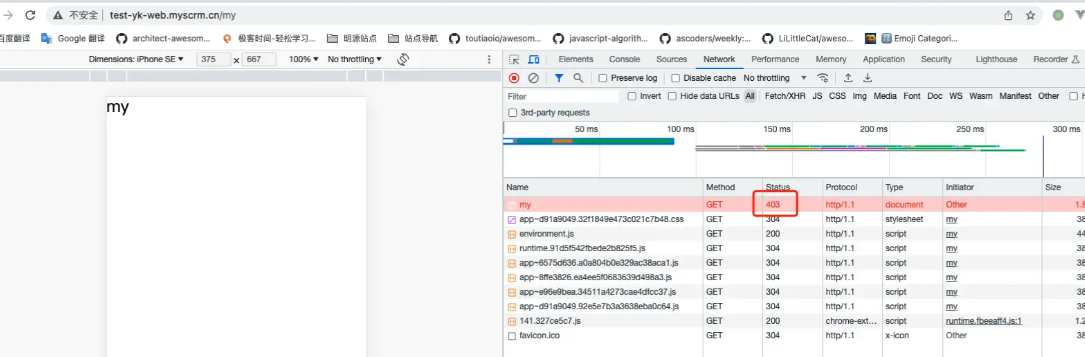 不安全 | test-yk-web.myscrm.cn/my
百度翻译 Google 翻译 architect-awesom... 极客时间-轻松学习... 明源站点 站点导航 toutiaoio/awesom... javascript-algorith... ascoders/weekly:... LiLittleCat/aweso... Emoji Categori...
Dimensions: iPhone SE ▼ 375 x 667 100% ▼ No throttling ▼
Elements Console Sources Network Performance Memory Application Security Lighthouse Recorder
Preserve log Disable cache No throttling
Filter Invert Hide data URLs All Fetch/XHR JS CSS Img Media Font Doc WS Wasm Manifest Other
3rd-party requests
50 ms 100 ms 150 ms 200 ms 250 ms 300 ms
my
Name Method Status Protocol Type Initiator Size
my GET 403 http/1.1 document Other 1.8
app~d91a9049.32f1849e473c021c7b48.css GET 304 http/1.1 stylesheet my 38
environment.js GET 200 http/1.1 script my 44
runtime.91d5f542fbede2b825f5.js GET 304 http/1.1 script my 38
app~6575d636.a0a804b0e329ac38aca1.js GET 304 http/1.1 script my 38
app~8ffe3826.ea4ee5f0683639d498a3.js GET 304 http/1.1 script my 38
app~e96e9bea.34511a4273cae4dfcc37.js GET 304 http/1.1 script my 38
app~d91a9049.92e5e7b3a3638eba0c64.js GET 304 http/1.1 script my 38
141.327ce5c7.js GET 200 chrome-ext... script runtime.fbeeaff4.js:1 1.2
favicon.ico GET 304 http/1.1 x-icon Other 38